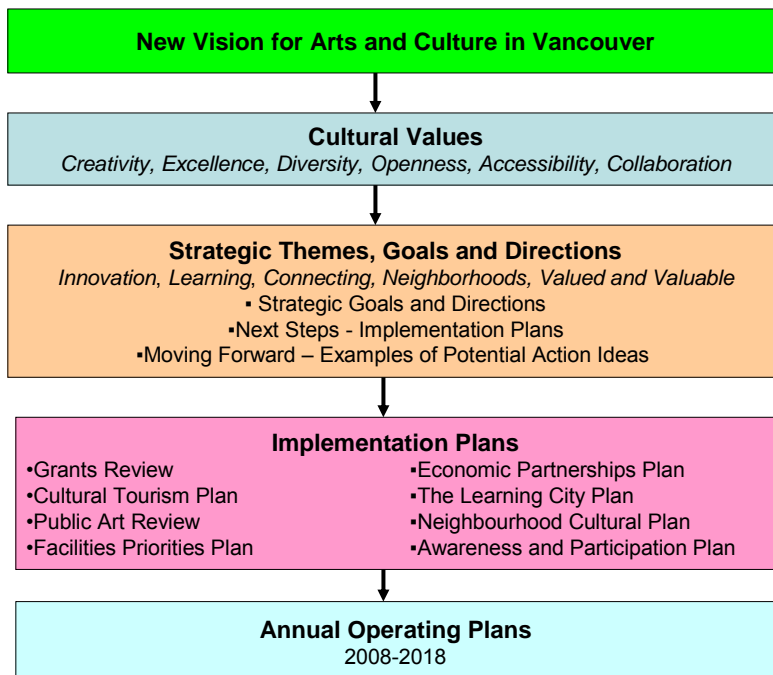 New Vision for Arts and Culture in Vancouver
Cultural Values
Creativity, Excellence, Diversity, Openness, Accessibility, Collaboration
Strategic Themes, Goals and Directions
Innovation, Learning, Connecting, Neighborhoods, Valued and Valuable
▪ Strategic Goals and Directions
▪Next Steps - Implementation Plans
▪Moving Forward – Examples of Potential Action Ideas
Implementation Plans
•Grants Review
•Cultural Tourism Plan
•Public Art Review
•Facilities Priorities Plan
▪Economic Partnerships Plan
▪The Learning City Plan
▪Neighbourhood Cultural Plan
▪Awareness and Participation Plan
Annual Operating Plans
2008-2018